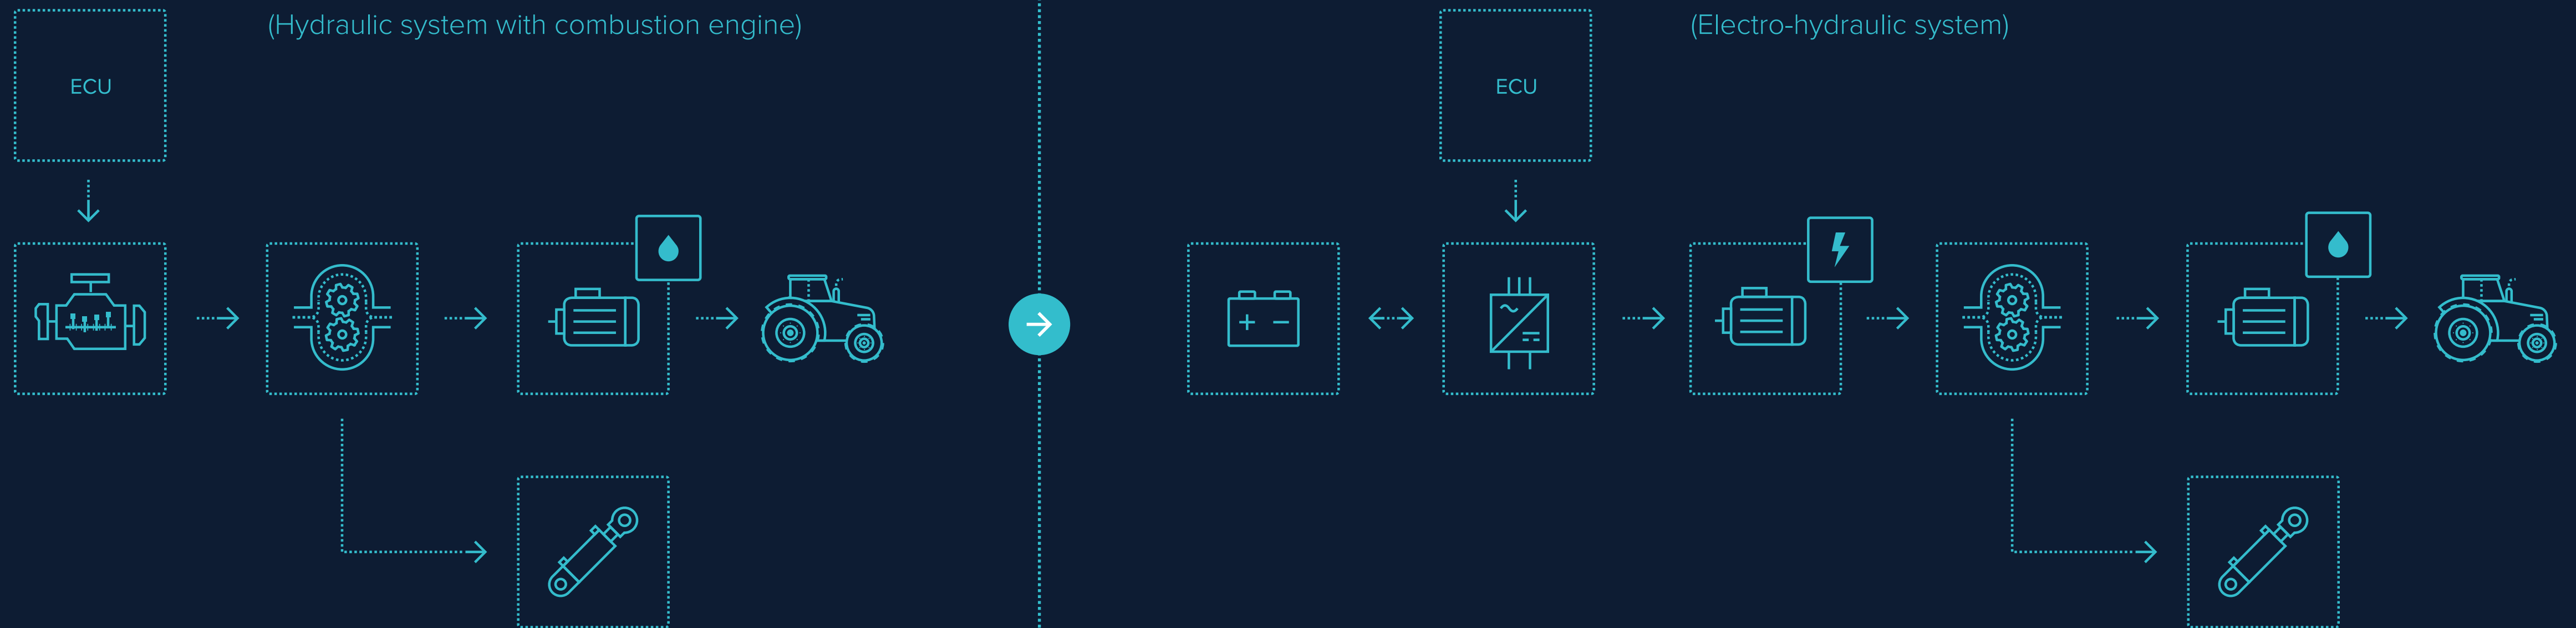 (Hydraulic system with combustion engine)
ECU
(Electro-hydraulic system)
ECU